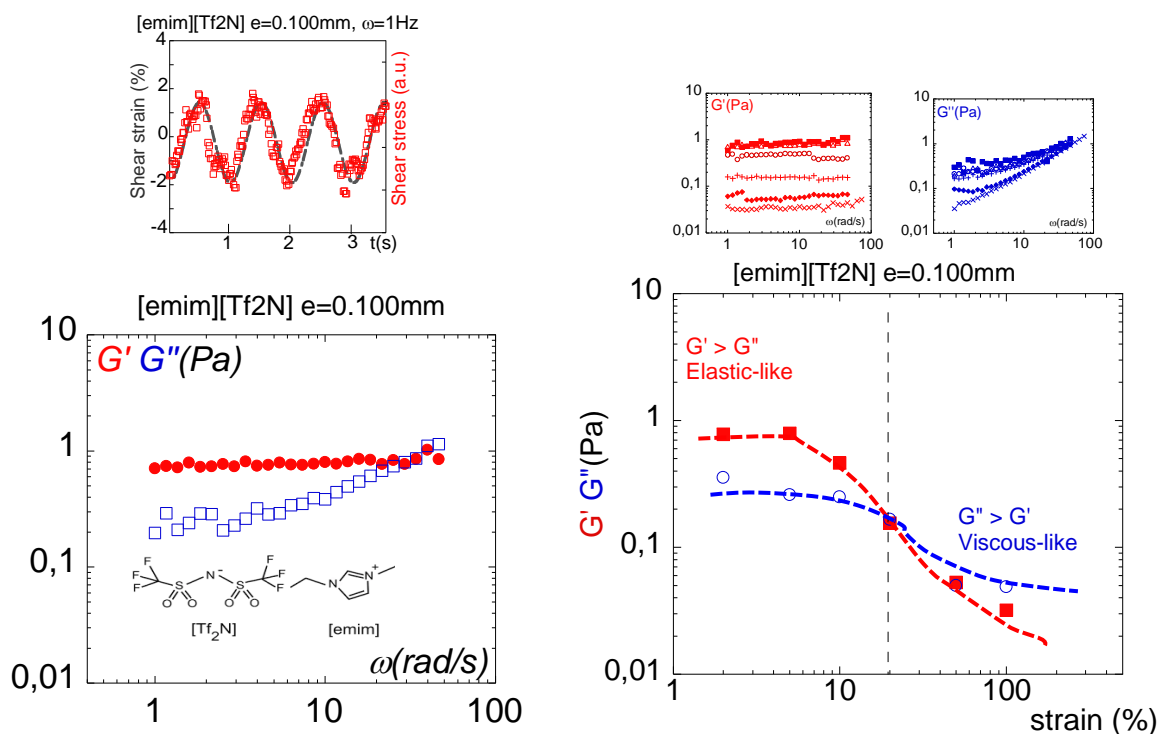 [emim][Tf2N] e=0.100mm, ω=1Hz
4
2
0
-2
-4
Shear strain (%)
Shear stress (a.u.)
1
2
3
t(s)
[emim][Tf2N] e=0.100mm
10
1
0,1
0,01
G' G''(Pa)
F
F
F
S
O
O
N
-
S
O
O
F
F
F
[Tf2N]
N
N
+
[emim]
ω(rad/s)
1
10
100
10
1
0,1
0,01
G'(Pa)
ω(rad/s)
1
10
100
10
1
0,1
0,01
G''(Pa)
ω(rad/s)
1
10
100
[emim][Tf2N] e=0.100mm
10
1
0,1
0,01
G' G''(Pa)
G' > G''
Elastic-like
G'' > G'
Viscous-like
1
10
100
strain (%)